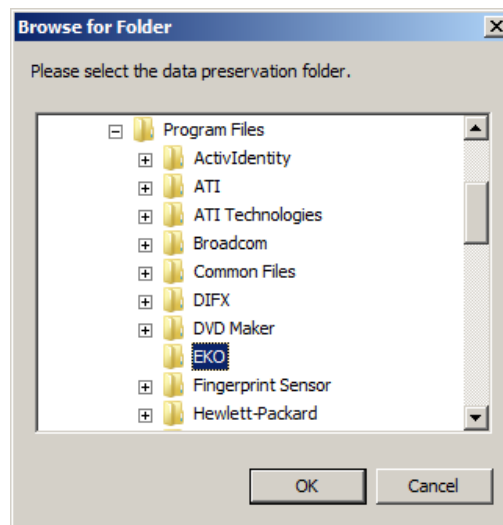 Browse for Folder
Please select the data preservation folder.
Program Files
ActivIdentity
ATI
ATI Technologies
Broadcom
Common Files
DIFX
DVD Maker
EKO
Fingerprint Sensor
Hewlett-Packard
OK
Cancel